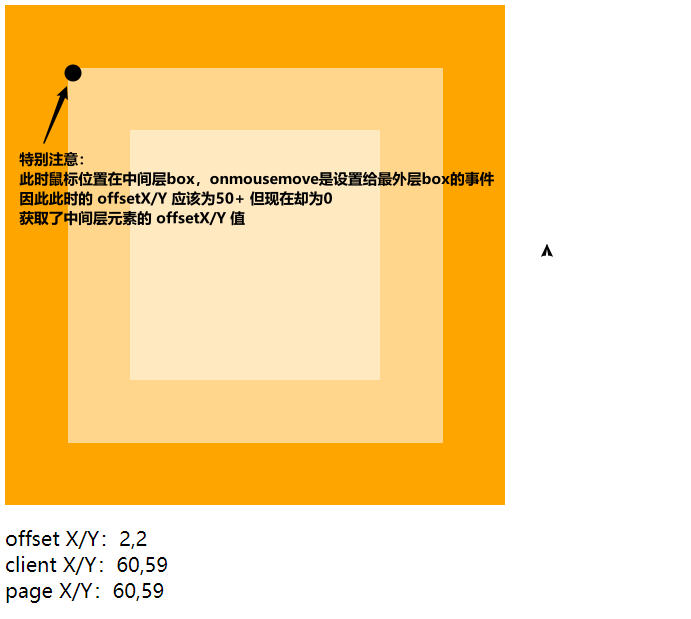 特别注意：
此时鼠标位置在中间层box，onmousemove是设置给最外层box的事件
因此此时的 offsetX/Y 应该为50+ 但现在却为0
获取了中间层元素的 offsetX/Y 值
offset X/Y：2,2
client X/Y：60,59
page X/Y：60,59